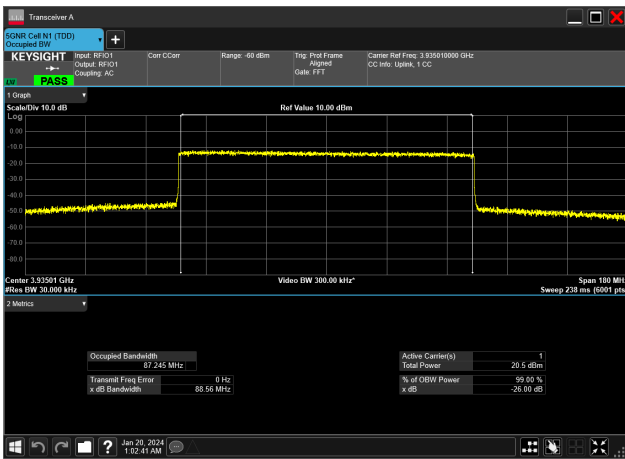 Transceiver A
5GNR Cell N1 (TDD)
Occupied BW
KEYSIGHT Input: RFIO1 Corr CCorr Range: -60 dBm Trig: Prot Frame Carrier Ref Freq: 3.935010000 GHz
Output: RFIO1 Aligned CC Info: Uplink, 1 CC
Coupling: AC Gate: FFT
PASS
1 Graph
Scale/Div 10.0 dB Ref Value 10.00 dBm
Log
0.00
-10.0
-20.0
-30.0
-40.0
-50.0
-60.0
-70.0
-80.0
Center 3.93501 GHz Video BW 300.00 kHz* Span 180 MHz
#Res BW 30.000 kHz Sweep 238 ms (6001 pts
2 Metrics
Occupied Bandwidth Active Carrier(s) 1
87.245 MHz Total Power 20.5 dBm
Transmit Freq Error 0 Hz % of OBW Power 99.00 %
x dB Bandwidth 88.56 MHz x dB -26.00 dB
Jan 20, 2024
1:02:41 AM